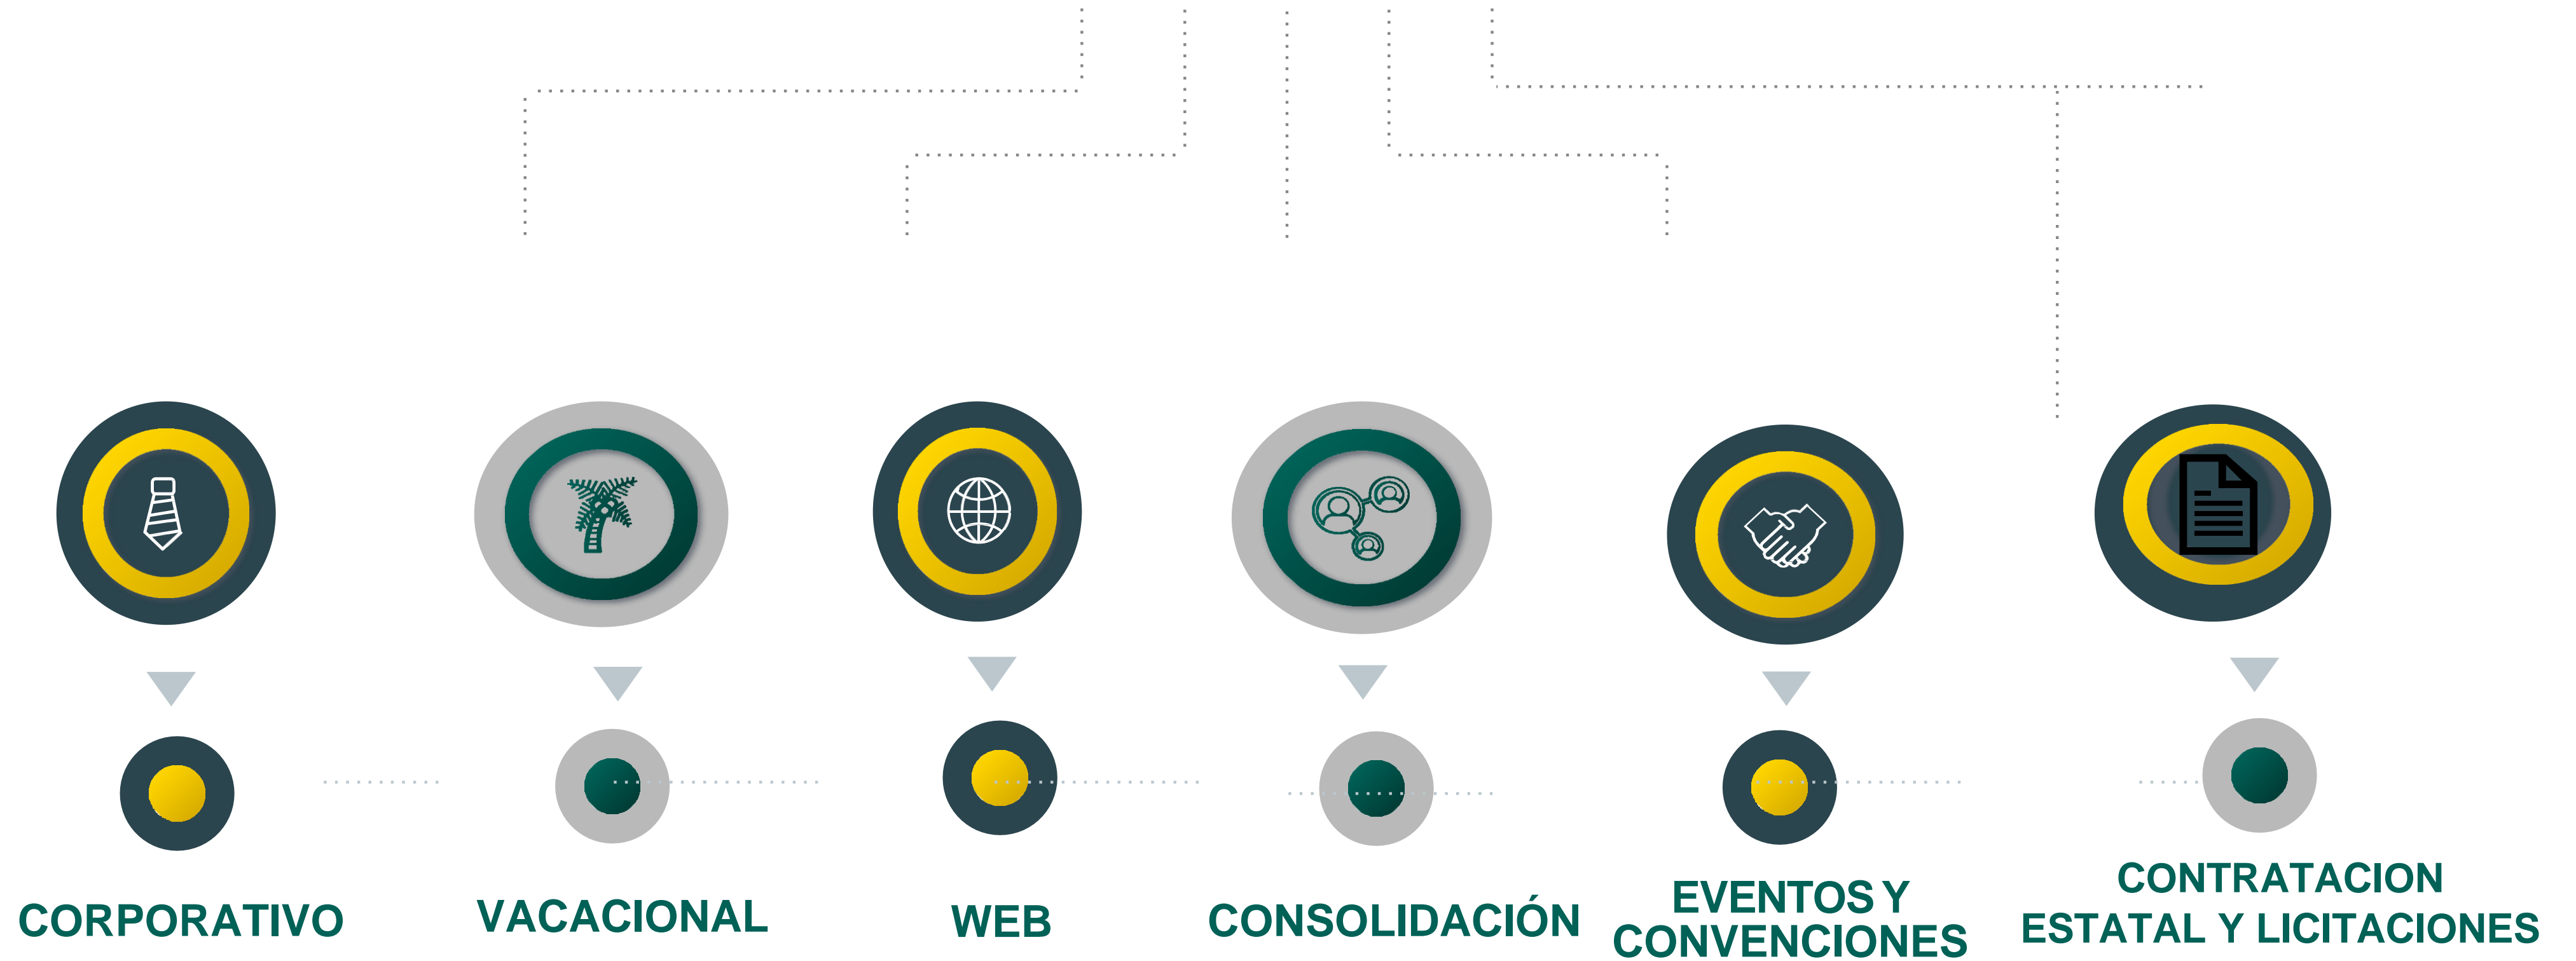 CORPORATIVO
VACACIONAL
WEB
CONSOLIDACIÓN
EVENTOS Y
CONVENCIONES
CONTRATACION
ESTATAL Y LICITACIONES